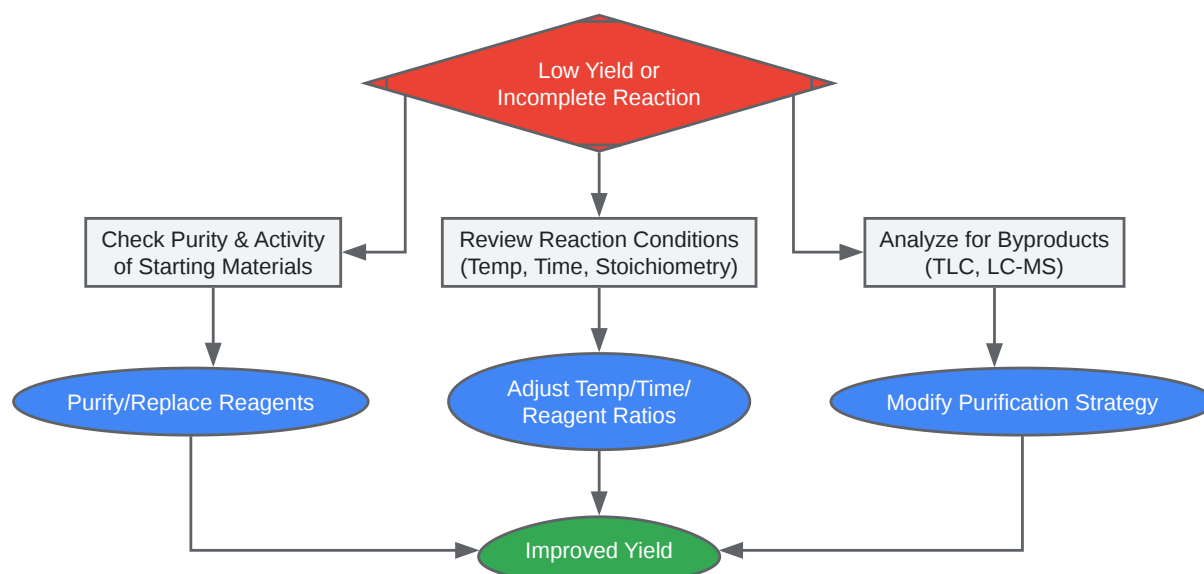 Low Yield or
Incomplete Reaction
Check Purity & Activity
of Starting Materials
Review Reaction Conditions
(Temp, Time, Stoichiometry)
Analyze for Byproducts
(TLC, LC-MS)
Purify/Replace Reagents
Adjust Temp/Time/
Reagent Ratios
Modify Purification Strategy
Improved Yield